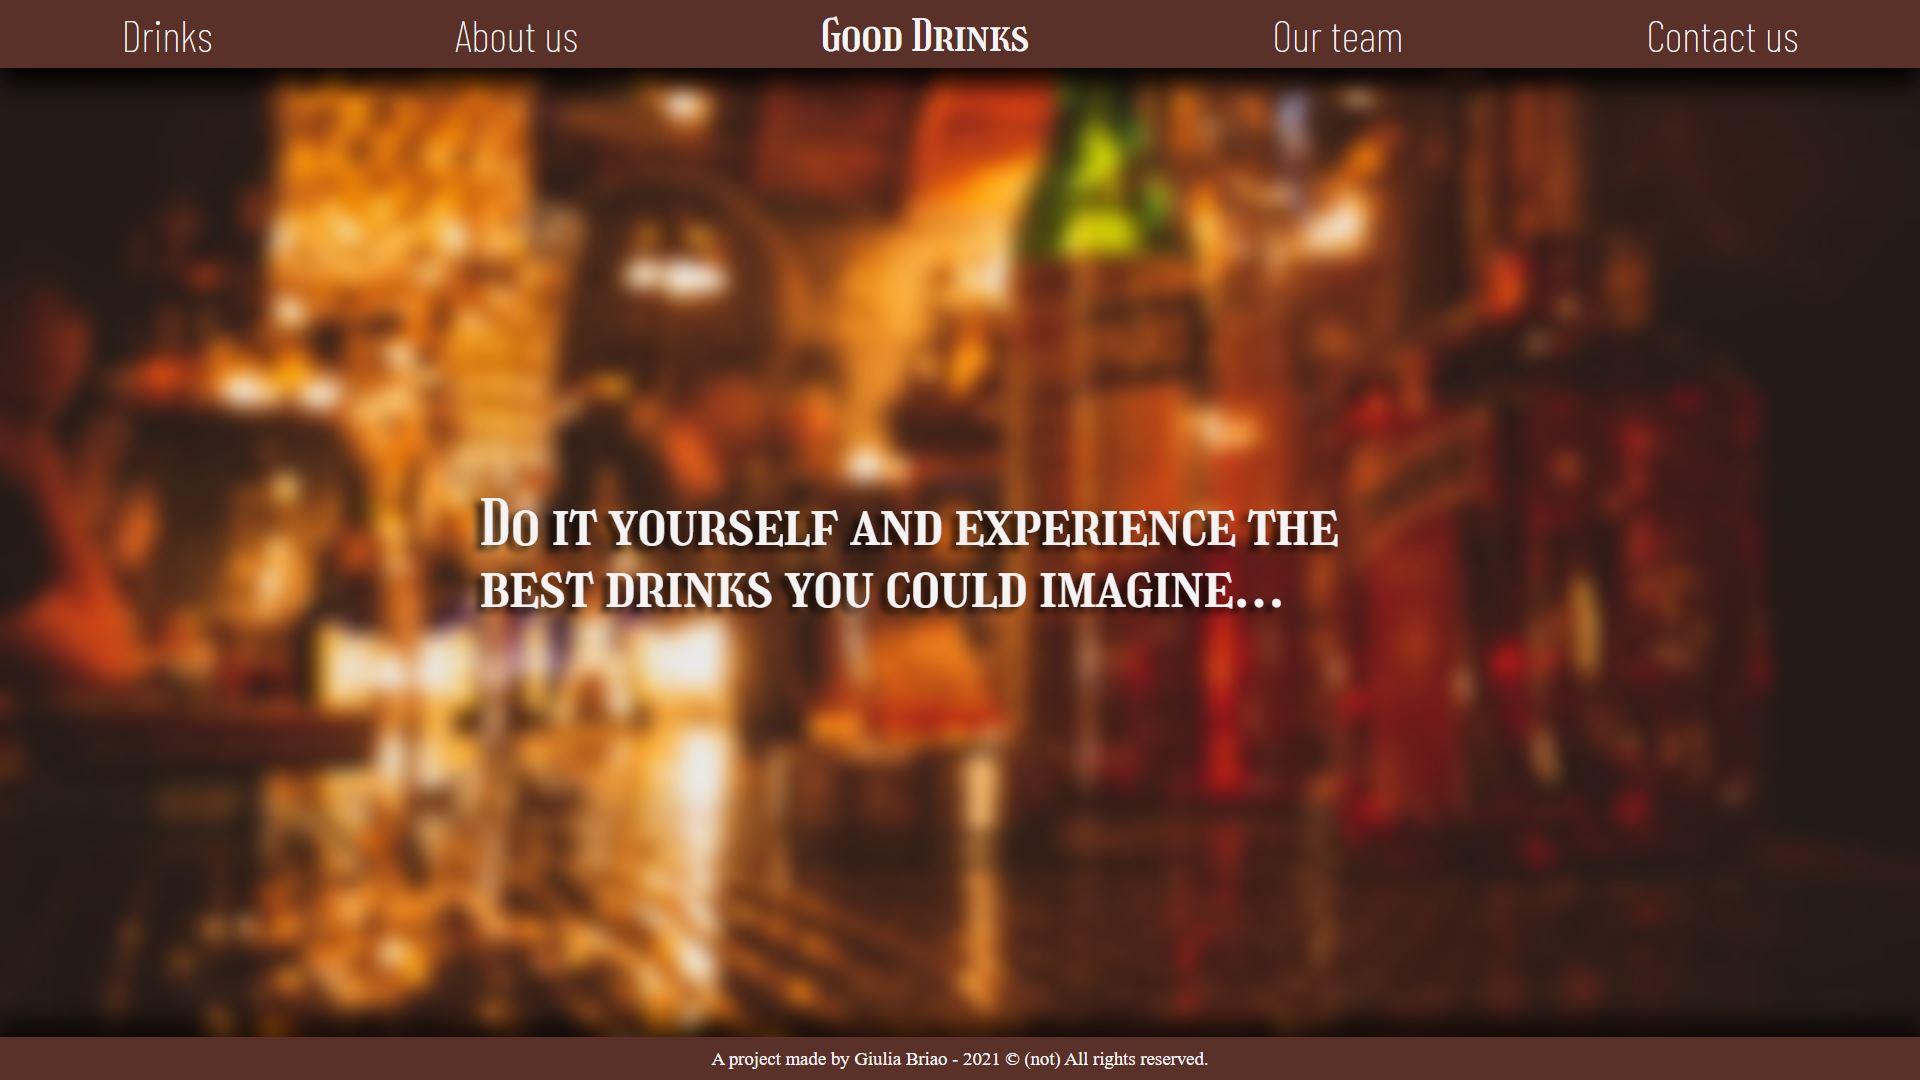 Drinks
About us
Good Drinks
Our team
Contact us
Do it yourself and experience the
best drinks you could imagine...
A project made by Giulia Briao - 2021 © (not) All rights reserved.